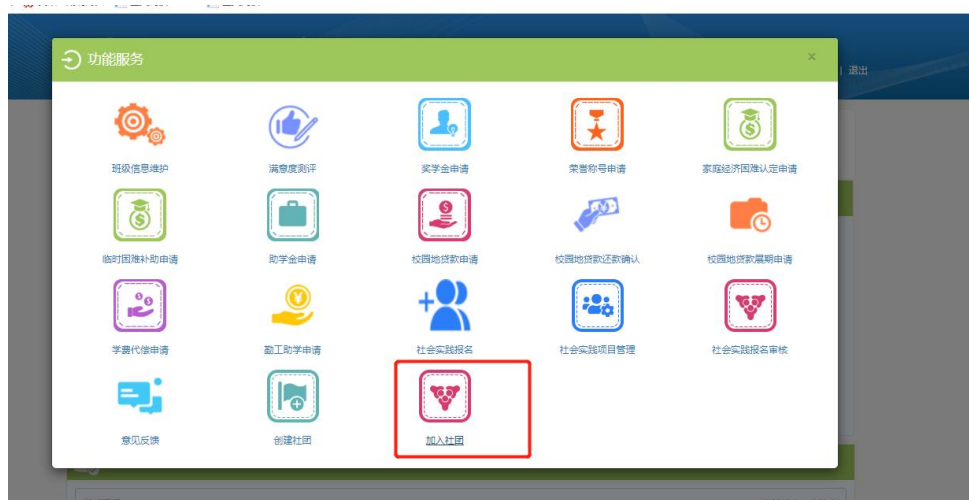 功能服务 ×
| 退出
班级信息维护 满意度测评 奖学金申请 荣誉称号申请 家庭经济困难认定申请
临时困难补助申请 助学金申请 校园地贷款申请 校园地贷款还款确认 校园地贷款展期申请
学费代偿申请 勤工助学申请 社会实践报名 社会实践项目管理 社会实践报名审核
意见反馈 创建社团 加入社团